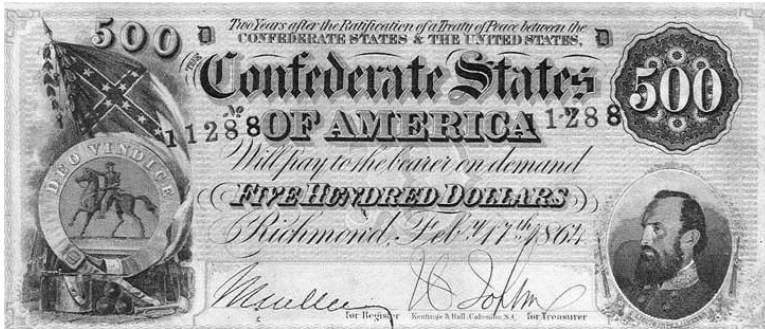 Two Years after the Ratification of a Treaty of Peace between the
CONFEDERATE STATES & THE UNITED STATES,
500 D D
THE
Confederate States
500
No 11288 OF AMERICA 1288
Will pay to the bearer on demand
DEO VINDICE
FIVE HUNDRED DOLLARS
Richmond, Feby. 17th 1864
for Register Keatinge & Ball, Columbia, S.C. for Treasurer